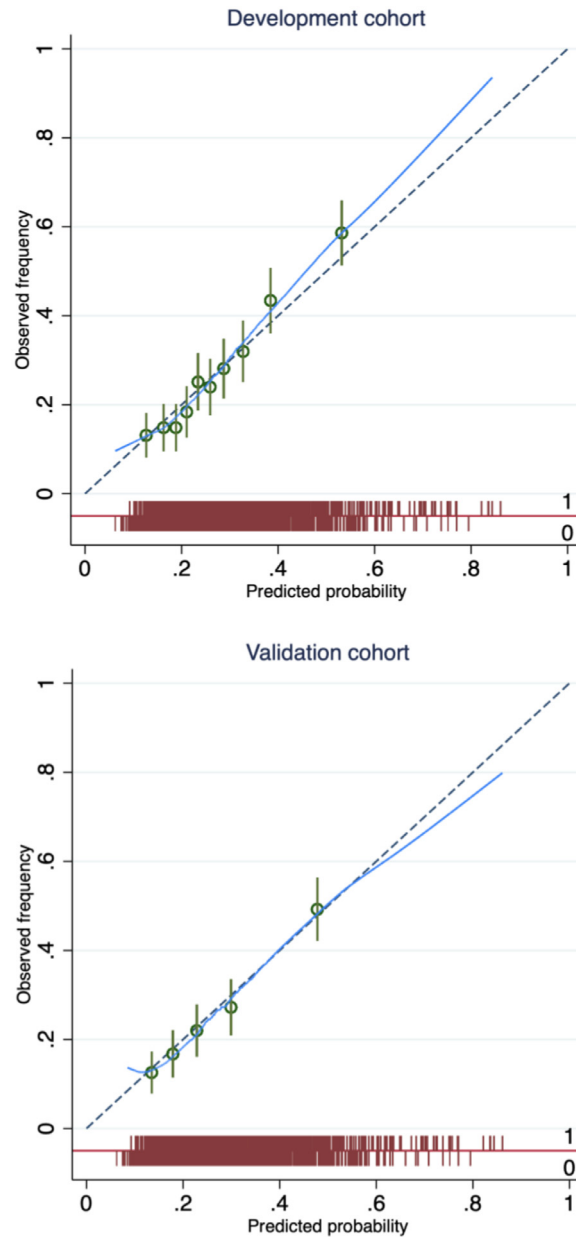 Development cohort
1
.8
.6
.4
.2
0
Observed frequency
1
0
0 .2 .4 .6 .8 1
Predicted probability
Validation cohort
1
.8
.6
.4
.2
0
Observed frequency
1
0
0 .2 .4 .6 .8 1
Predicted probability